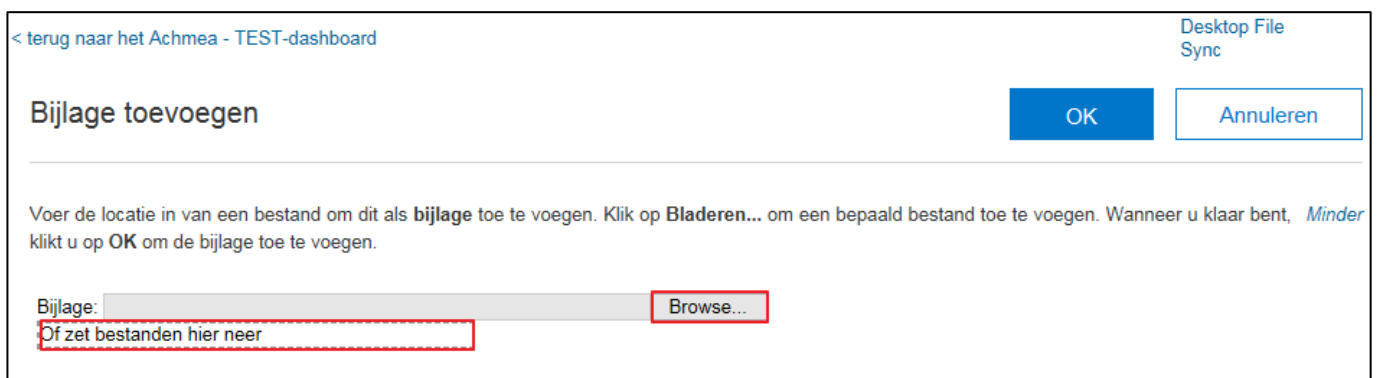 < terug naar het Achmea - TEST-dashboard
Desktop File
Sync
Bijlage toevoegen
OK
Annuleren
Voer de locatie in van een bestand om dit als bijlage toe te voegen. Klik op Bladeren... om een bepaald bestand toe te voegen. Wanneer u klaar bent, Minder
klikt u op OK om de bijlage toe te voegen.
Bijlage:
Browse...
Of zet bestanden hier neer